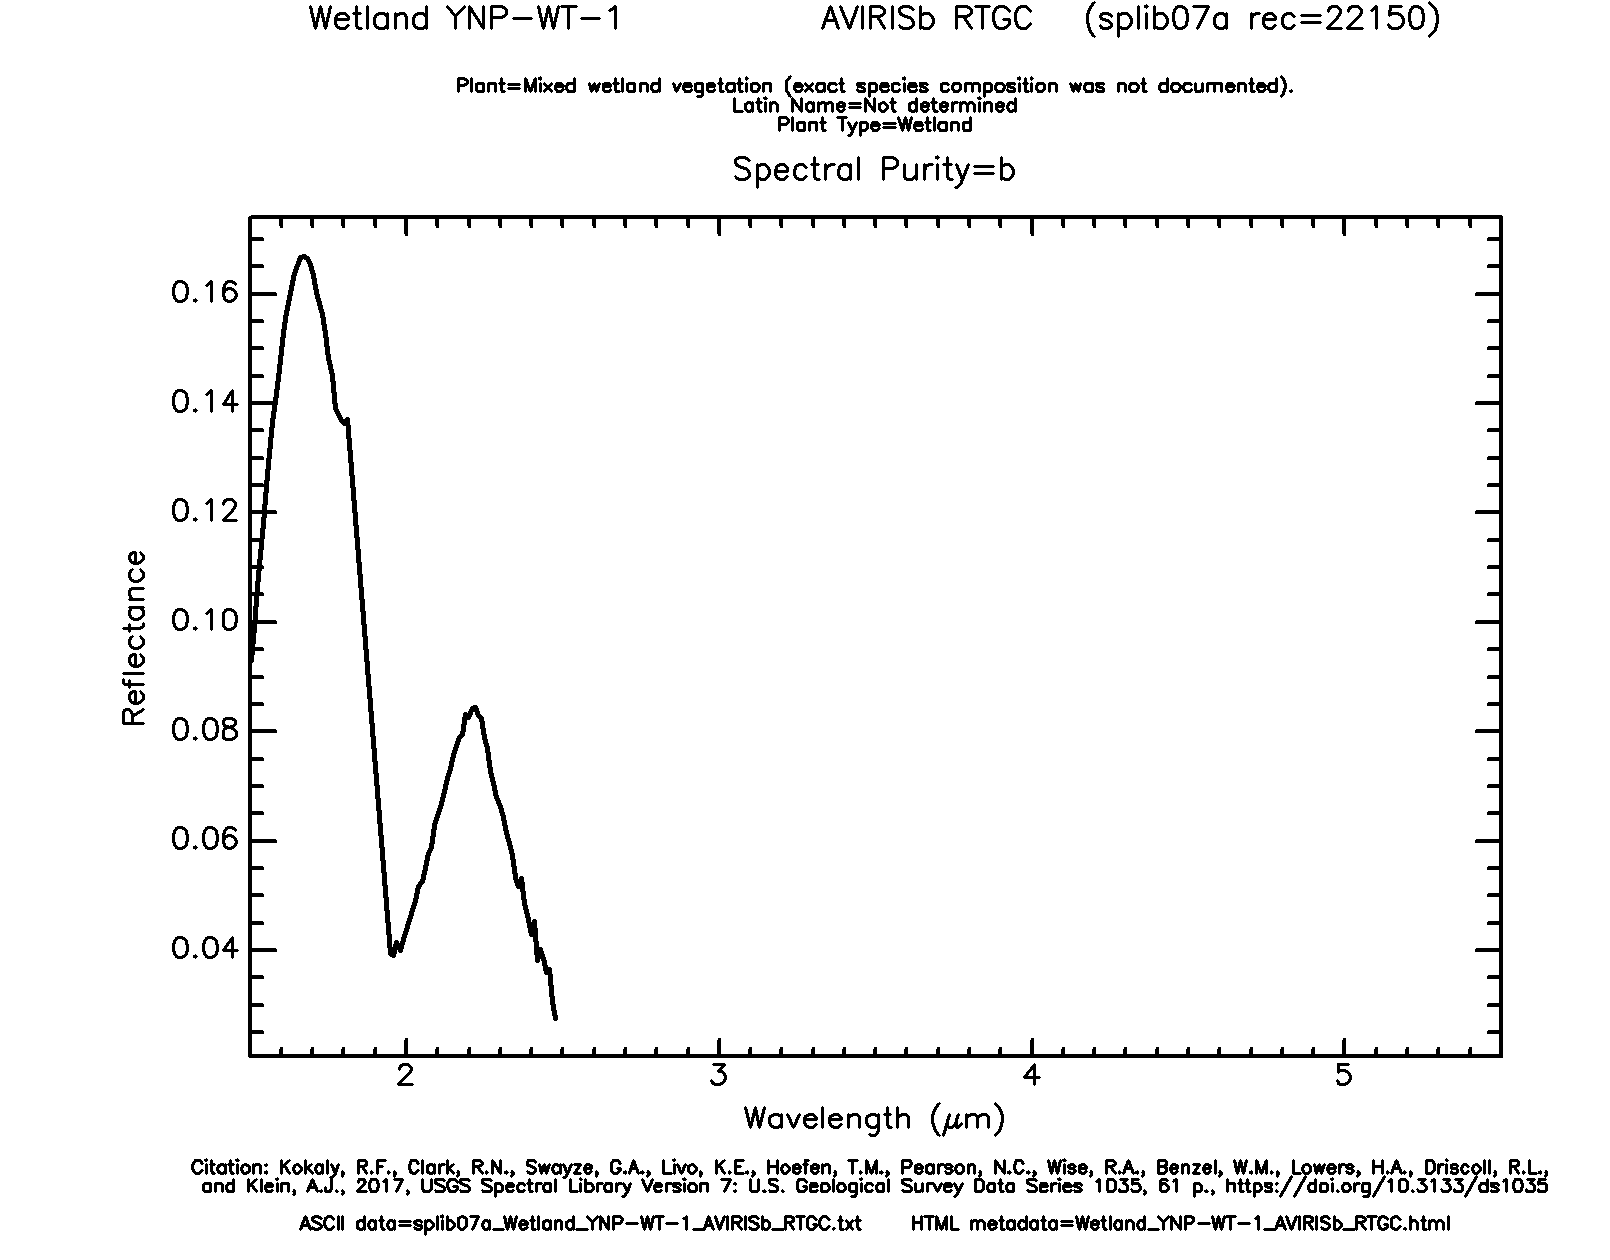 Wetland YNP-WT-1 AVIRISb RTGC (splib07a rec=22150)
Plant=Mixed wetland vegetation (exact species composition was not documented).
Latin Name=Not determined
Plant Type=Wetland
Spectral Purity=b
0.16
0.14
0.12
0.10
0.08
0.06
0.04
Reflectance
2 3 4 5
Wavelength (μm)
Citation: Kokaly, R.F., Clark, R.N., Swayze, G.A., Livo, K.E., Hoefen, T.M., Pearson, N.C., Wise, R.A., Benzel, W.M., Lowers, H.A., Driscoll, R.L.,
and Klein, A.J., 2017, USGS Spectral Library Version 7: U.S. Geological Survey Data Series 1035, 61 p., https://doi.org/10.3133/ds1035
ASCII data=splib07a_Wetland_YNP-WT-1_AVIRISb_RTGC.txt HTML metadata=Wetland_YNP-WT-1_AVIRISb_RTGC.html